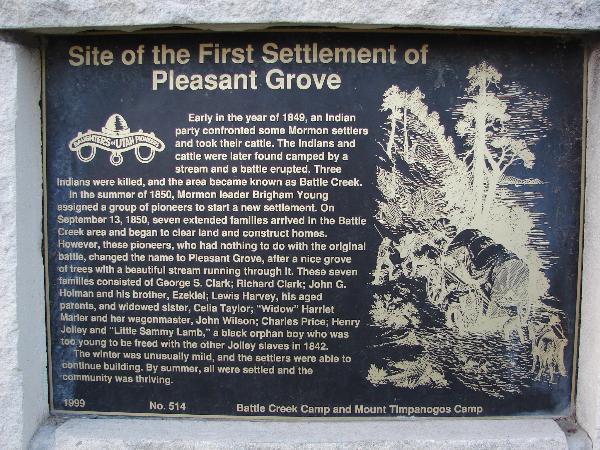 Site of the First Settlement of
Pleasant Grove
DAUGHTERS OF UTAH PIONEERS
Early in the year of 1849, an Indian
party confronted some Mormon settlers
and took their cattle. The Indians and
cattle were later found camped by a
stream and a battle erupted. Three
Indians were killed, and the area became known as Battle Creek.
In the summer of 1850, Mormon leader Brigham Young
assigned a group of pioneers to start a new settlement. On
September 13, 1850, seven extended families arrived in the Battle
Creek area and began to clear land and construct homes.
However, these pioneers, who had nothing to do with the original
battle, changed the name to Pleasant Grove, after a nice grove
of trees with a beautiful stream running through it. These seven
families consisted of George S. Clark; Richard Clark; John G.
Holman and his brother, Ezekiel; Lewis Harvey, his aged
parents, and widowed sister, Celia Taylor; "Widow" Harriet
Marler and her wagonmaster, John Wilson; Charles Price; Henry
Jolley and "Little Sammy Lamb," a black orphan boy who was
too young to be freed with the other Jolley slaves in 1842.
The winter was unusually mild, and the settlers were able to
continue building. By summer, all were settled and the
community was thriving.
1999 No. 514 Battle Creek Camp and Mount Timpanogos Camp